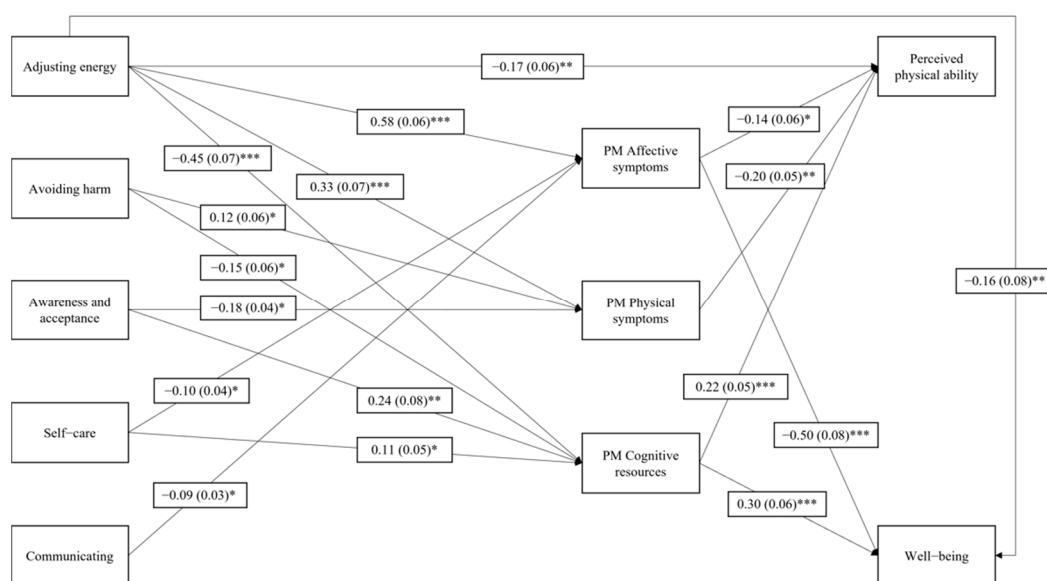 Adjusting energy
−0.17 (0.06)**
Perceived
physical ability
0.58 (0.06)***
−0.14 (0.06)*
−0.45 (0.07)***
PM Affective
symptoms
Avoiding harm
0.33 (0.07)***
−0.20 (0.05)**
0.12 (0.06)*
−0.15 (0.06)*
−0.16 (0.08)**
Awareness and
acceptance
−0.18 (0.04)*
PM Physical
symptoms
−0.10 (0.04)*
0.22 (0.05)***
0.24 (0.08)**
Self−care
−0.50 (0.08)***
0.11 (0.05)*
PM Cognitive
resources
−0.09 (0.03)*
0.30 (0.06)***
Communicating
Well−being